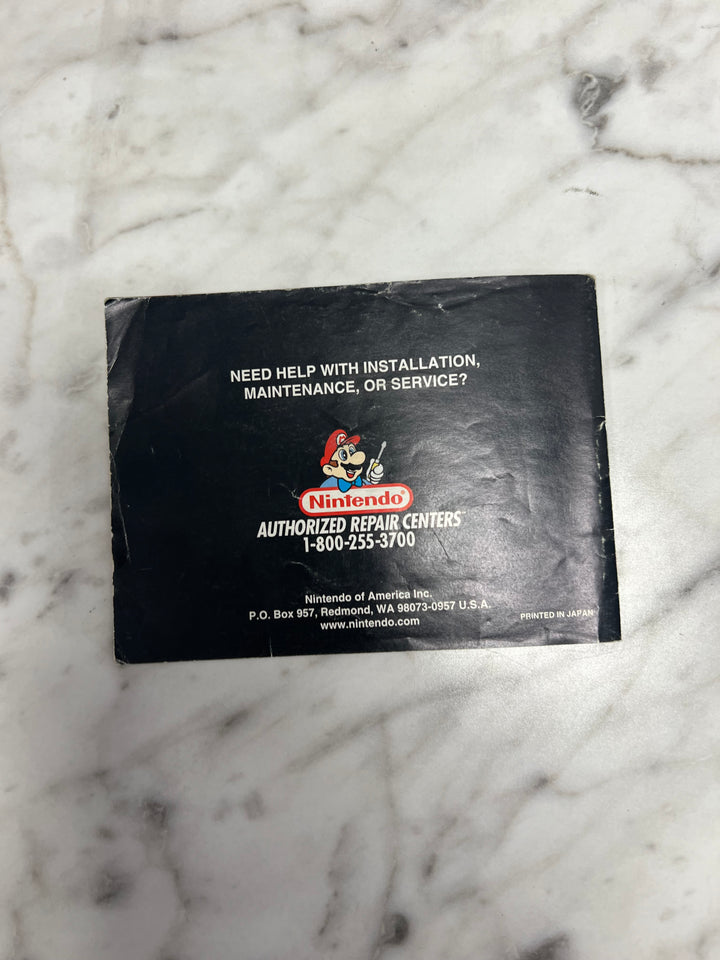 NEED HELP WITH INSTALLATION,
MAINTENANCE, OR SERVICE?
Nintendo®
AUTHORIZED REPAIR CENTERS
1-800-255-3700
Nintendo of America Inc.
P.O. Box 957, Redmond, WA 98073-0957 U.S.A.
www.nintendo.com
PRINTED IN JAPAN